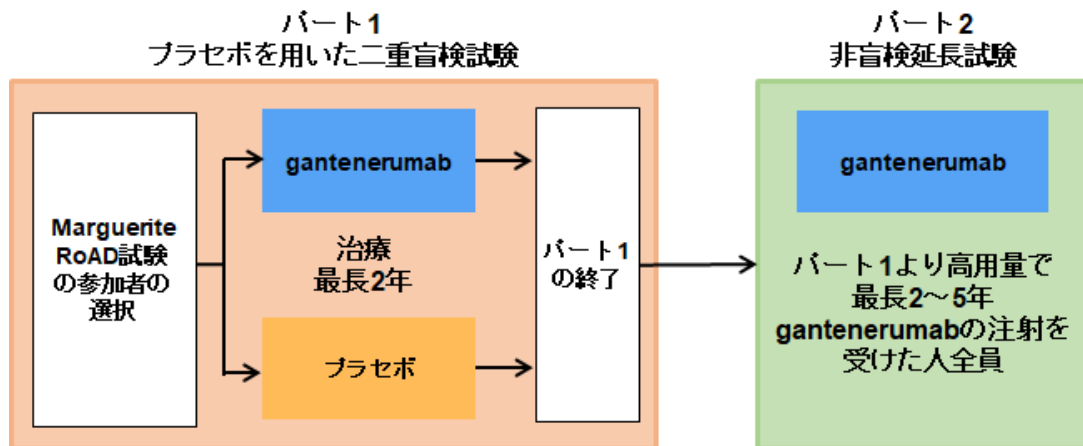 パート1
プラセボを用いた二重盲検試験
パート2
非盲検延長試験
Marguerite
RoAD試験
の参加者の
選択
gantenerumab
治療
最長2年
プラセボ
パート1
の終了
gantenerumab
パート1より高用量で
最長2～5年
gantenerumabの注射を
受けた人全員